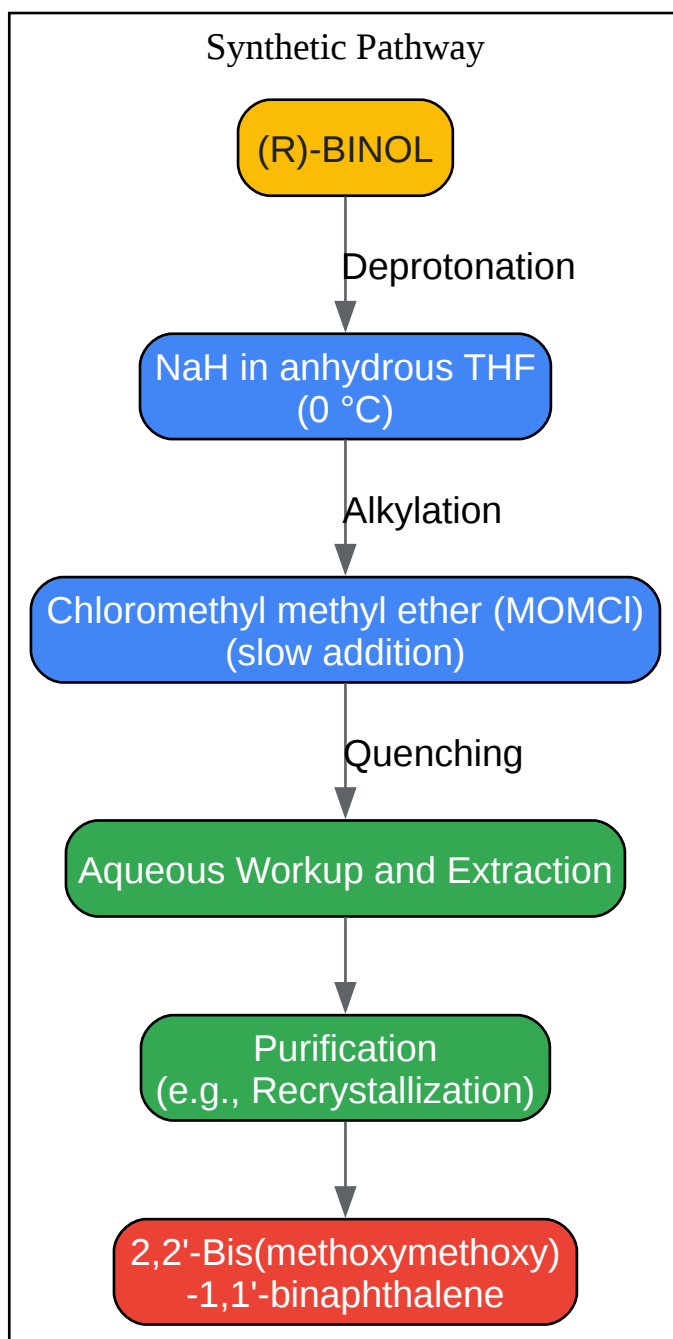 Synthetic Pathway
(R)-BINOL
Deprotonation
NaH in anhydrous THF
(0 °C)
Alkylation
Chloromethyl methyl ether (MOMCl)
(slow addition)
Quenching
Aqueous Workup and Extraction
Purification
(e.g., Recrystallization)
2,2'-Bis(methoxymethoxy)
-1,1'-binaphthalene